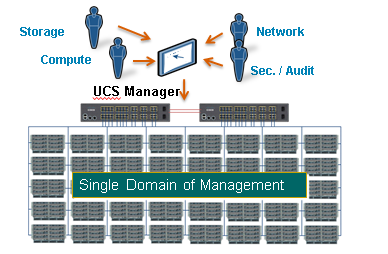 Storage
Network
Compute
Sec. / Audit
UCS Manager
Single Domain of Management